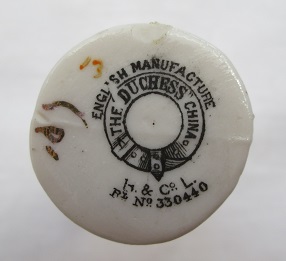 ENGLISH MANUFACTURE
THE DUCHESS CHINA
& Co. L.
Rd. No 330440